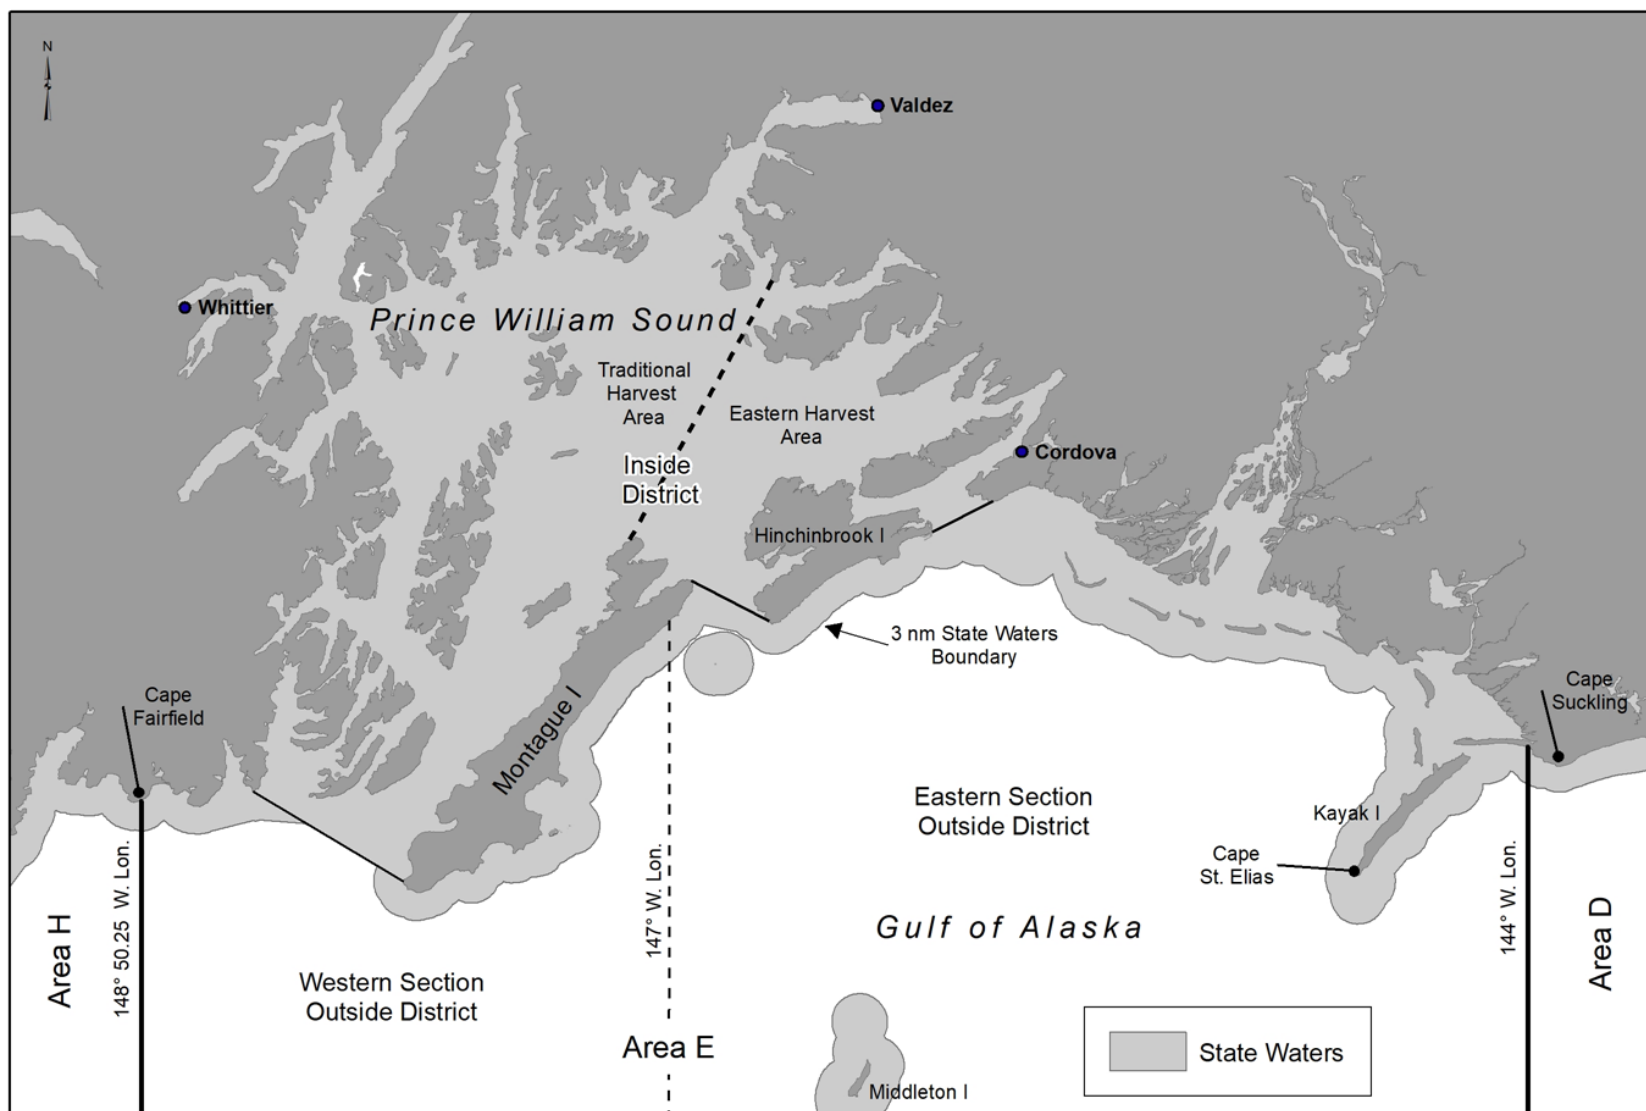 N
Valdez
Whittier
Prince William Sound
Traditional
Harvest
Area
Eastern Harvest
Area
Cordova
Inside
District
Hinchinbrook I
3 nm State Waters
Boundary
Cape
Fairfield
Montague I
Cape
Suckling
Eastern Section
Outside District
Kayak I
Cape
St. Elias
148° 50.25 W. Lon.
147° W. Lon.
144° W. Lon.
Area H
Gulf of Alaska
Area D
Western Section
Outside District
Area E
State Waters
Middleton I